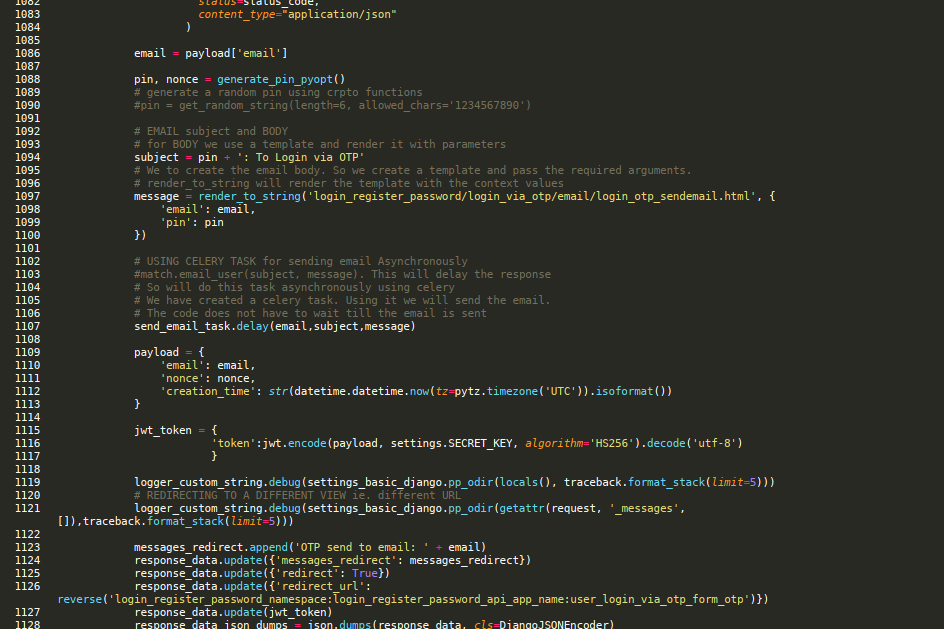 1082                         status=status_code,
1083                         content_type="application/json"
1084                       )
1085
1086               email = payload['email']
1087
1088               pin, nonce = generate_pin_pyopt()
1089               # generate a random pin using crpto functions
1090               #pin = get_random_string(length=6, allowed_chars='1234567890')
1091
1092               # EMAIL subject and BODY
1093               # for BODY we use a template and render it with parameters
1094               subject = pin + ': To Login via OTP'
1095               # We to create the email body. So we create a template and pass the required arguments.
1096               # render_to_string will render the template with the context values
1097               message = render_to_string('login_register_password/login_via_otp/email/login_otp_sendemail.html', {
1098                   'email': email,
1099                   'pin': pin
1100               })
1101
1102               # USING CELERY TASK for sending email Asynchronously
1103               #match.email_user(subject, message). This will delay the response
1104               # So will do this task asynchronously using celery
1105               # We have created a celery task. Using it we will send the email.
1106               # The code does not have to wait till the email is sent
1107               send_email_task.delay(email,subject,message)
1108
1109               payload = {
1110                   'email': email,
1111                   'nonce': nonce,
1112                   'creation_time': str(datetime.datetime.now(tz=pytz.timezone('UTC')).isoformat())
1113               }
1114
1115               jwt_token = {
1116                           'token':jwt.encode(payload, settings.SECRET_KEY, algorithm='HS256').decode('utf-8')
1117                           }
1118
1119               logger_custom_string.debug(settings_basic_django.pp_odir(locals(), traceback.format_stack(limit=5)))
1120               # REDIRECTING TO A DIFFERENT VIEW ie. different URL
1121               logger_custom_string.debug(settings_basic_django.pp_odir(getattr(request, '_messages',
[]),traceback.format_stack(limit=5)))
1122
1123               messages_redirect.append('OTP send to email: ' + email)
1124               response_data.update({'messages_redirect': messages_redirect})
1125               response_data.update({'redirect': True})
1126               response_data.update({'redirect_url':
reverse('login_register_password_namespace:login_register_password_api_app_name:user_login_via_otp_form_otp')})
1127               response_data.update(jwt_token)
1128               response_data_json_dumps = json.dumps(response_data, cls=DjangoJSONEncoder)